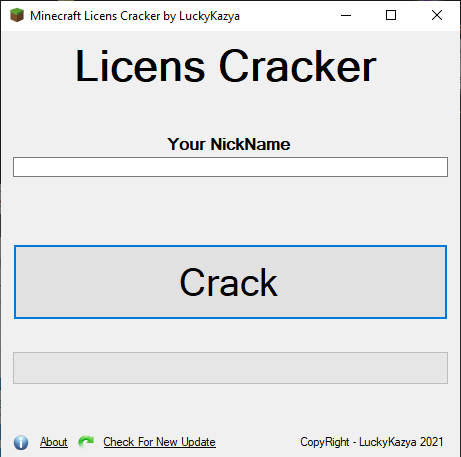 Minecraft Licens Cracker by LuckyKazya
Licens Cracker
Your NickName
Crack
About Check For New Update CopyRight - LuckyKazya 2021